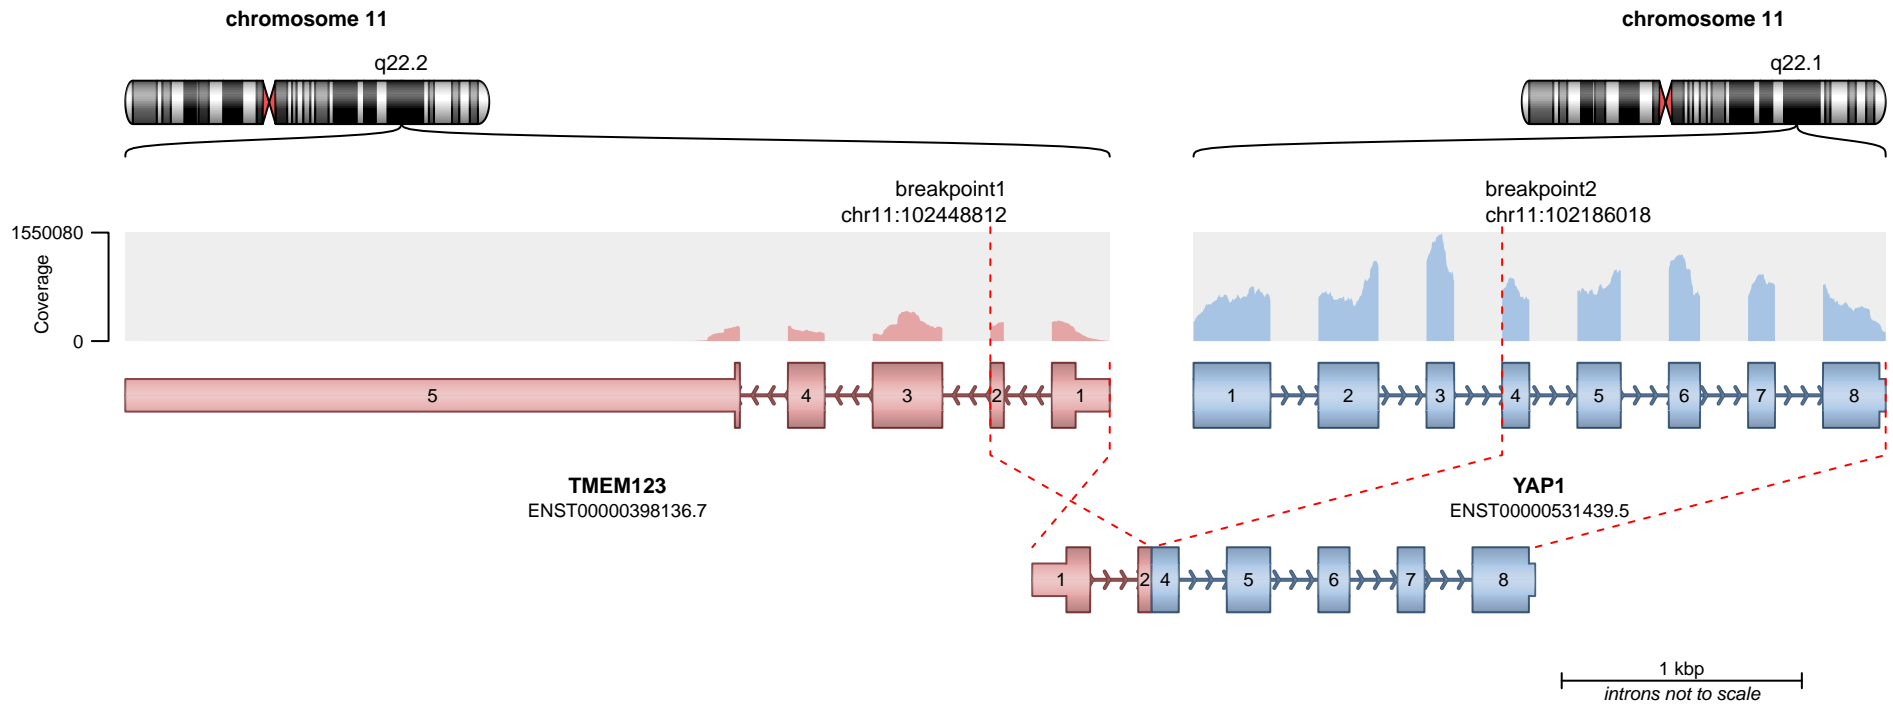 chromosome 11
chromosome 11
q22.2
q22.1
breakpoint1
chr11:102448812
breakpoint2
chr11:102186018
1550080
Coverage
0
5
4
3
2
1
1
2
3
4
5
6
7
8
TMEM123
ENST00000398136.7
YAP1
ENST00000531439.5
1
2
4
5
6
7
8
1 kbp
introns not to scale